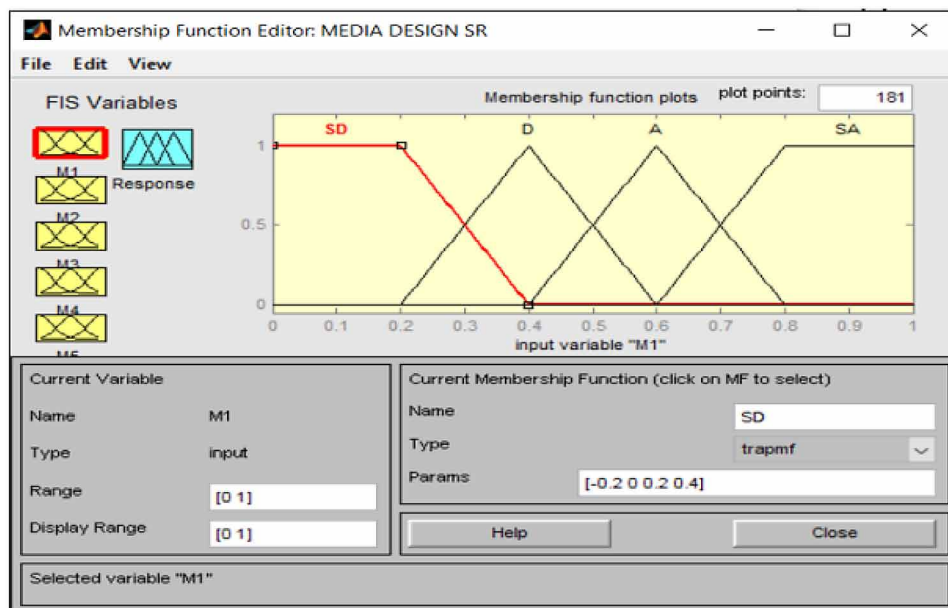 Membership Function Editor: MEDIA DESIGN SR
File Edit View
FIS Variables
M1
Response
M2
M3
M4
M5
Membership function plots plot points: 181
SD D A SA
1
0.5
0
0 0.1 0.2 0.3 0.4 0.5 0.6 0.7 0.8 0.9 1
input variable "M1"
Current Variable
Name M1
Type input
Range [0 1]
Display Range [0 1]
Current Membership Function (click on MF to select)
Name SD
Type trapmf
Params [-0.2 0 0.2 0.4]
Help Close
Selected variable "M1"